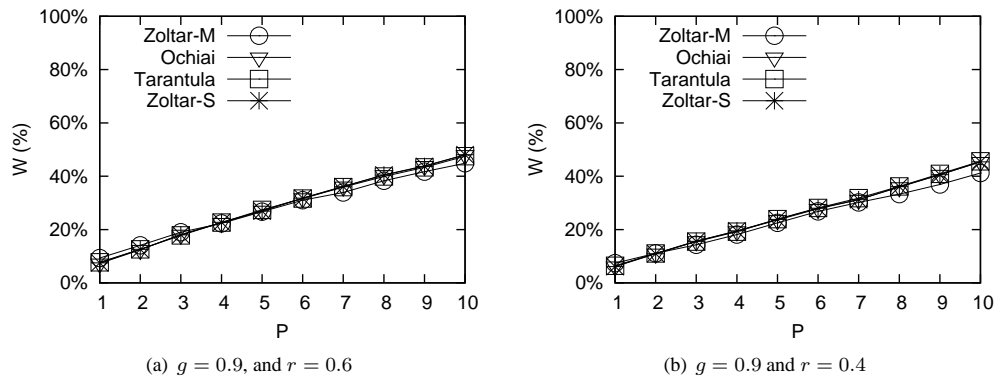 100%
80%
60%
40%
20%
0%
W (%)
Zoltar-M
Ochiai
Tarantula
Zoltar-S
1 2 3 4 5 6 7 8 9 10
P
(a) g = 0.9, and r = 0.6
100%
80%
60%
40%
20%
0%
W (%)
Zoltar-M
Ochiai
Tarantula
Zoltar-S
1 2 3 4 5 6 7 8 9 10
P
(b) g = 0.9 and r = 0.4